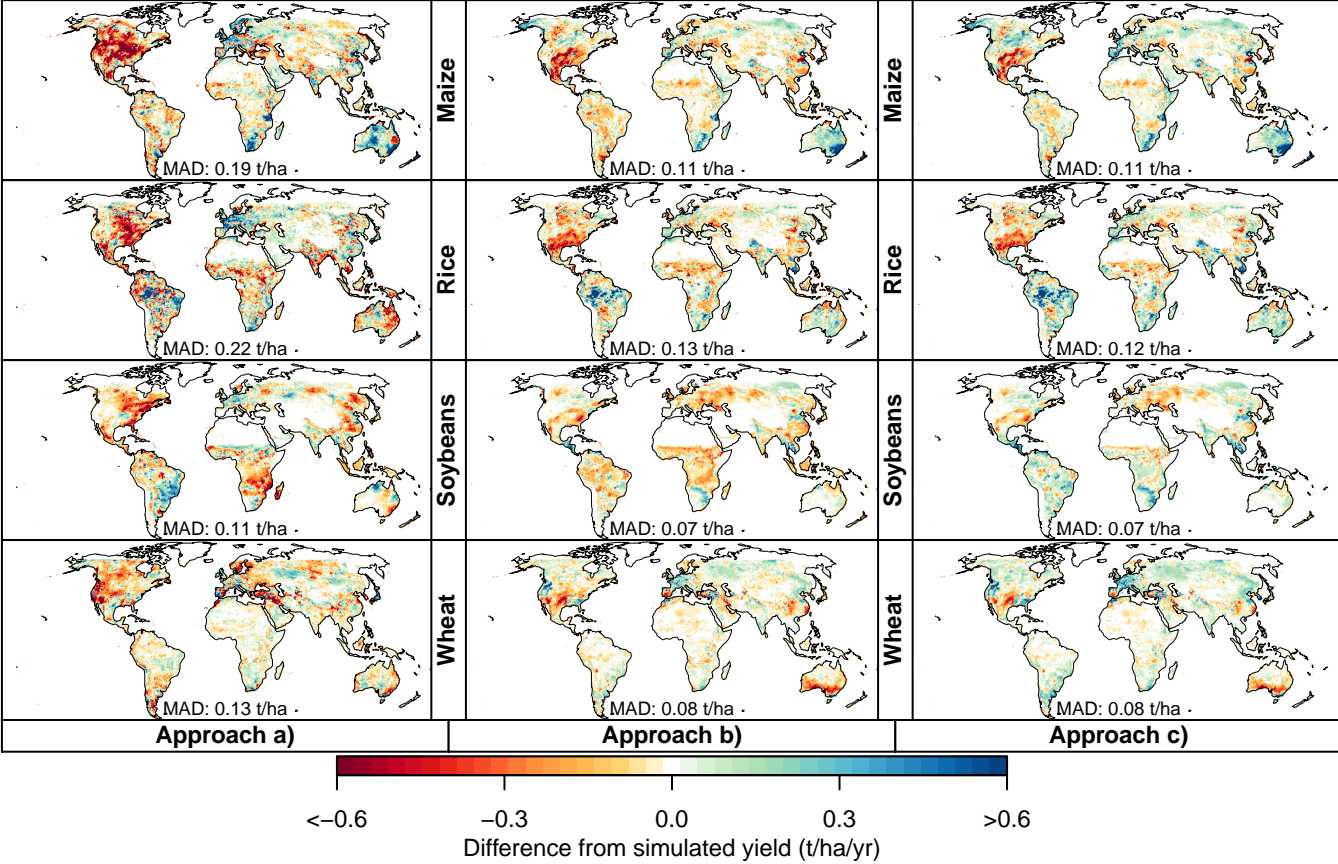 Maize
Maize
MAD: 0.19 t/ha
MAD: 0.11 t/ha
MAD: 0.11 t/ha
Rice
Rice
MAD: 0.22 t/ha
MAD: 0.13 t/ha
MAD: 0.12 t/ha
Soybeans
Soybeans
MAD: 0.11 t/ha
MAD: 0.07 t/ha
MAD: 0.07 t/ha
Wheat
Wheat
MAD: 0.13 t/ha
MAD: 0.08 t/ha
MAD: 0.08 t/ha
Approach a)
Approach b)
Approach c)
<−0.6 −0.3 0.0 0.3 >0.6
Difference from simulated yield (t/ha/yr)